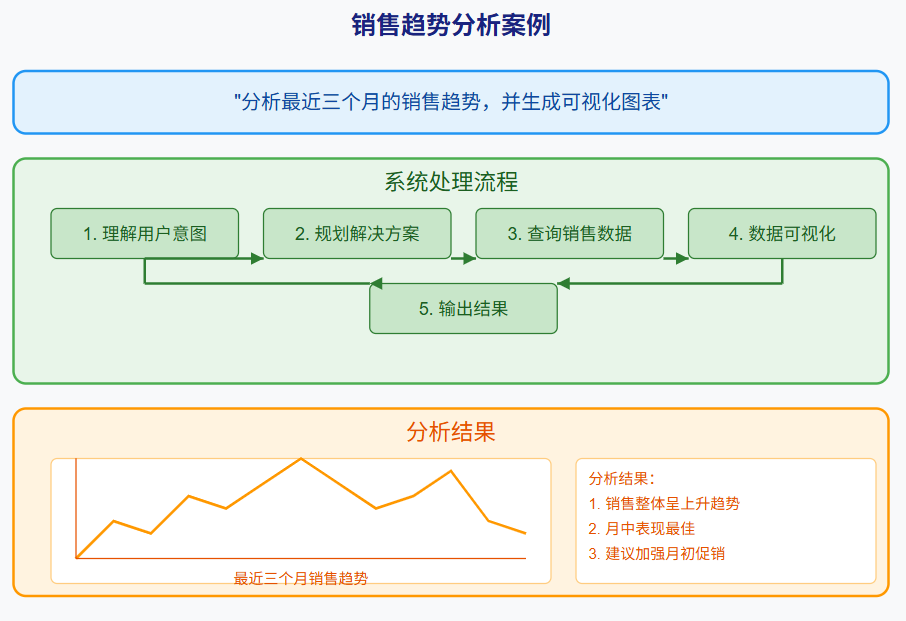 销售趋势分析案例
"分析最近三个月的销售趋势，并生成可视化图表"
系统处理流程
1. 理解用户意图
2. 规划解决方案
3. 查询销售数据
4. 数据可视化
5. 输出结果
分析结果
最近三个月销售趋势
分析结果：
1. 销售整体呈上升趋势
2. 月中表现最佳
3. 建议加强月初促销